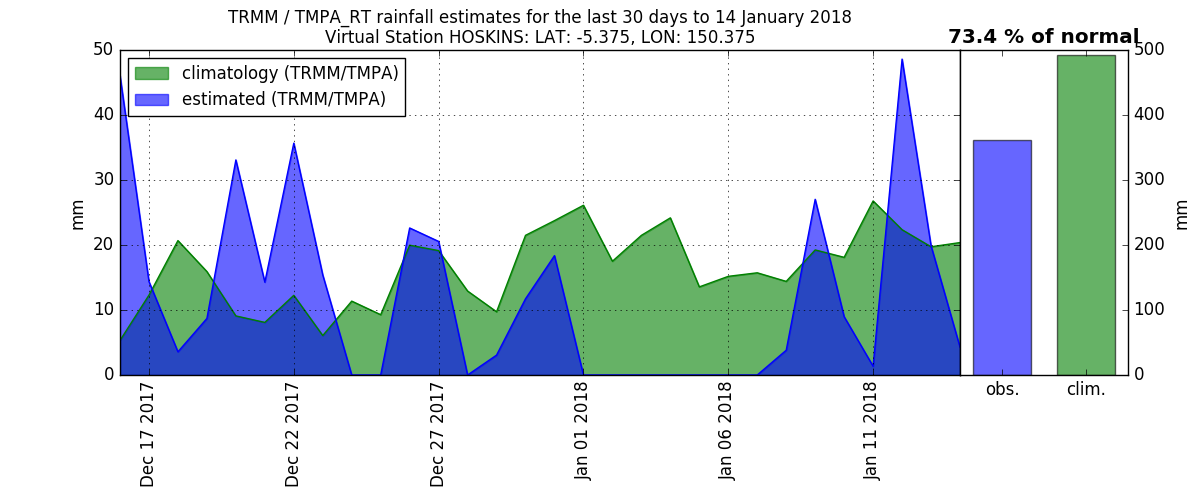 TRMM / TMPA_RT rainfall estimates for the last 30 days to 14 January 2018
Virtual Station HOSKINS: LAT: -5.375, LON: 150.375
73.4 % of normal
climatology (TRMM/TMPA)
estimated (TRMM/TMPA)
mm
50
40
30
20
10
0
Dec 17 2017
Dec 22 2017
Dec 27 2017
Jan 01 2018
Jan 06 2018
Jan 11 2018
obs.
clim.
500
400
300
200
100
0
mm